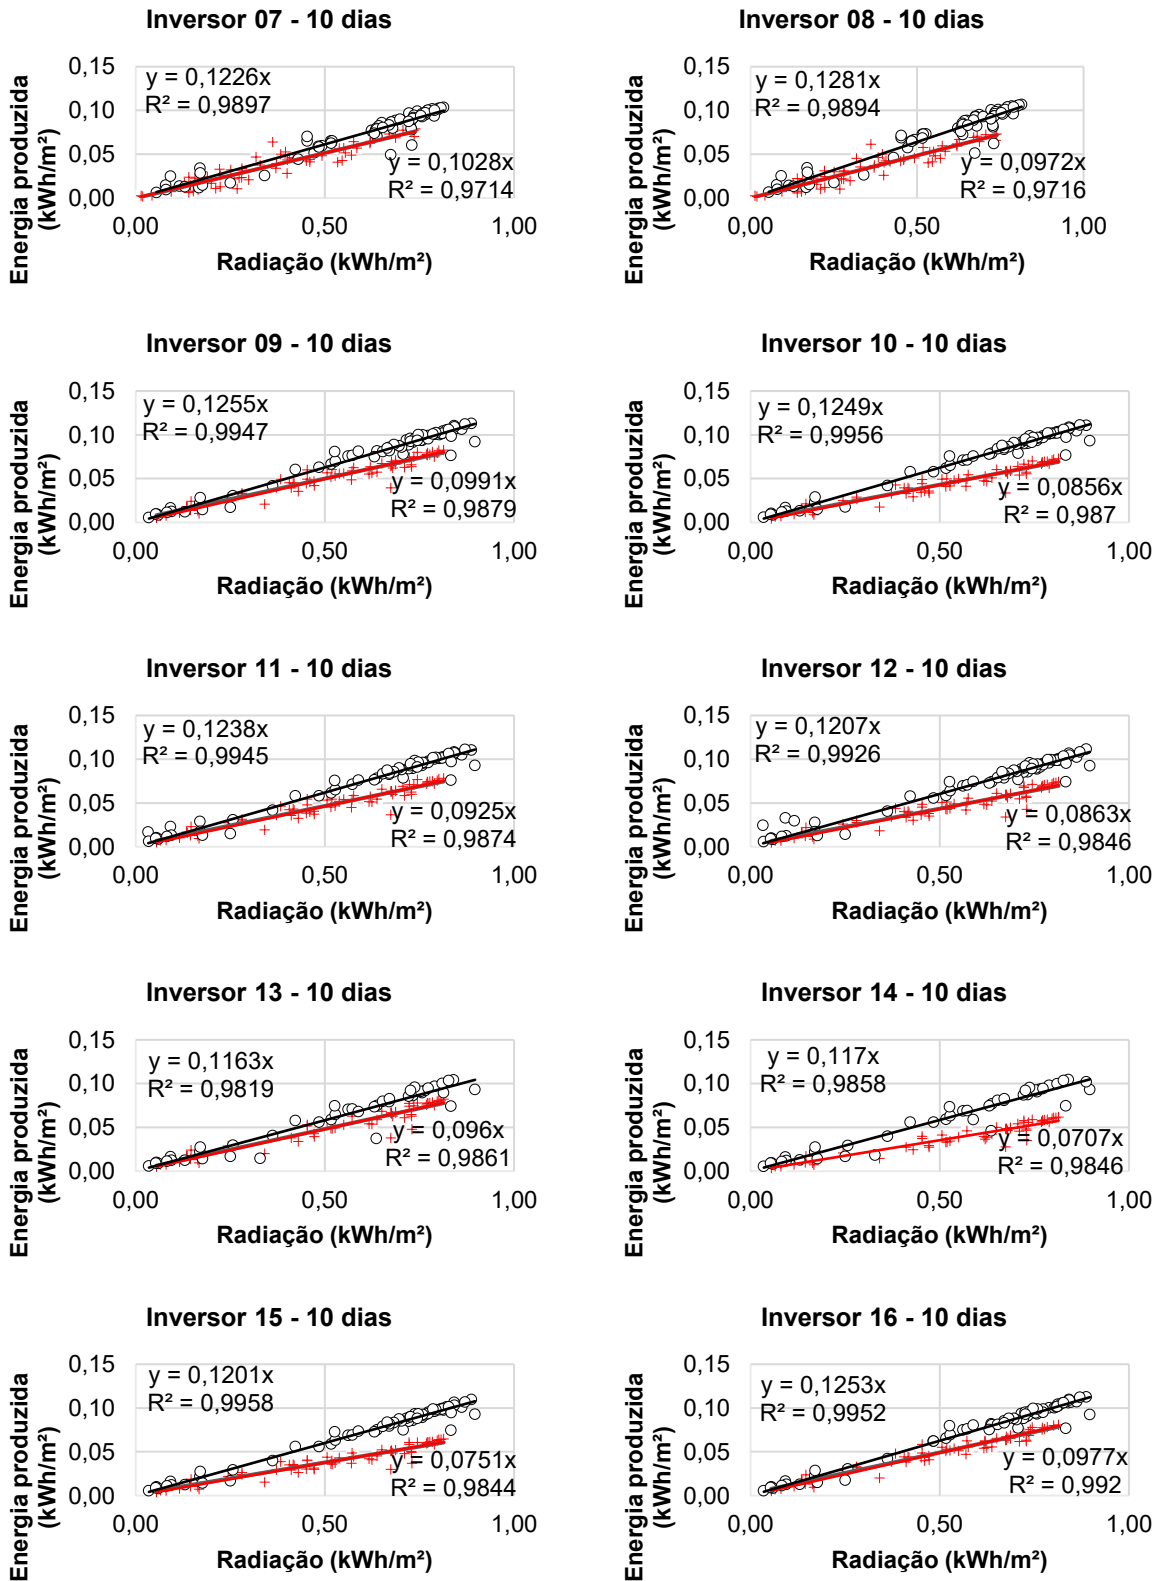 Inversor 07 - 10 dias
Energia produzida
(kWh/m²)
0,15
0,10
0,05
0,00
y = 0,1226x
R² = 0,9897
y = 0,1028x
R² = 0,9714
0,00
0,50
1,00
Radiação (kWh/m²)
Inversor 08 - 10 dias
Energia produzida
(kWh/m²)
0,15
0,10
0,05
0,00
y = 0,1281x
R² = 0,9894
y = 0,0972x
R² = 0,9716
0,00
0,50
1,00
Radiação (kWh/m²)
Inversor 09 - 10 dias
Energia produzida
(kWh/m²)
0,15
0,10
0,05
0,00
y = 0,1255x
R² = 0,9947
y = 0,0991x
R² = 0,9879
0,00
0,50
1,00
Radiação (kWh/m²)
Inversor 10 - 10 dias
Energia produzida
(kWh/m²)
0,15
0,10
0,05
0,00
y = 0,1249x
R² = 0,9956
y = 0,0856x
R² = 0,987
0,00
0,50
1,00
Radiação (kWh/m²)
Inversor 11 - 10 dias
Energia produzida
(kWh/m²)
0,15
0,10
0,05
0,00
y = 0,1238x
R² = 0,9945
y = 0,0925x
R² = 0,9874
0,00
0,50
1,00
Radiação (kWh/m²)
Inversor 12 - 10 dias
Energia produzida
(kWh/m²)
0,15
0,10
0,05
0,00
y = 0,1207x
R² = 0,9926
y = 0,0863x
R² = 0,9846
0,00
0,50
1,00
Radiação (kWh/m²)
Inversor 13 - 10 dias
Energia produzida
(kWh/m²)
0,15
0,10
0,05
0,00
y = 0,1163x
R² = 0,9819
y = 0,096x
R² = 0,9861
0,00
0,50
1,00
Radiação (kWh/m²)
Inversor 14 - 10 dias
Energia produzida
(kWh/m²)
0,15
0,10
0,05
0,00
y = 0,117x
R² = 0,9858
y = 0,0707x
R² = 0,9846
0,00
0,50
1,00
Radiação (kWh/m²)
Inversor 15 - 10 dias
Energia produzida
(kWh/m²)
0,15
0,10
0,05
0,00
y = 0,1201x
R² = 0,9958
y = 0,0751x
R² = 0,9844
0,00
0,50
1,00
Radiação (kWh/m²)
Inversor 16 - 10 dias
Energia produzida
(kWh/m²)
0,15
0,10
0,05
0,00
y = 0,1253x
R² = 0,9952
y = 0,0977x
R² = 0,992
0,00
0,50
1,00
Radiação (kWh/m²)